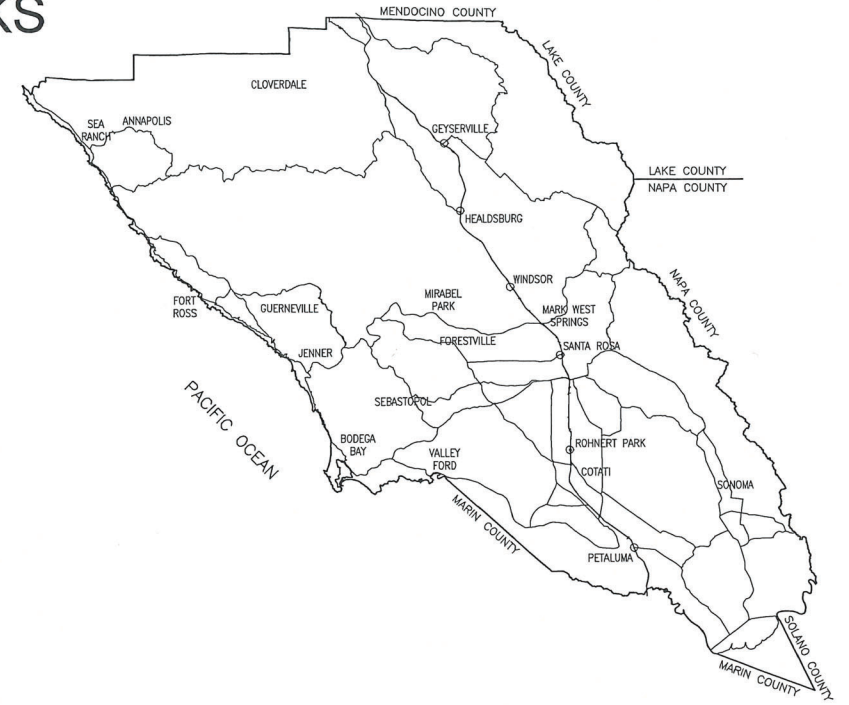 KS
MENDOCINO COUNTY
LAKE COUNTY
CLOVERDALE
SEA
RANCH
ANNAPOLIS
GEYSERVILLE
LAKE COUNTY
NAPA COUNTY
HEALDSBURG
WINDSOR
NAPA COUNTY
MIRABEL
PARK
MARK WEST
SPRINGS
FORT
ROSS
GUERNEVILLE
FORESTVILLE
SANTA ROSA
JENNER
PACIFIC OCEAN
SEBASTOPOL
BODEGA
BAY
VALLEY
FORD
ROHNERT PARK
COTATI
SONOMA
MARIN COUNTY
PETALUMA
SOLANO COUNTY
MARIN COUNTY